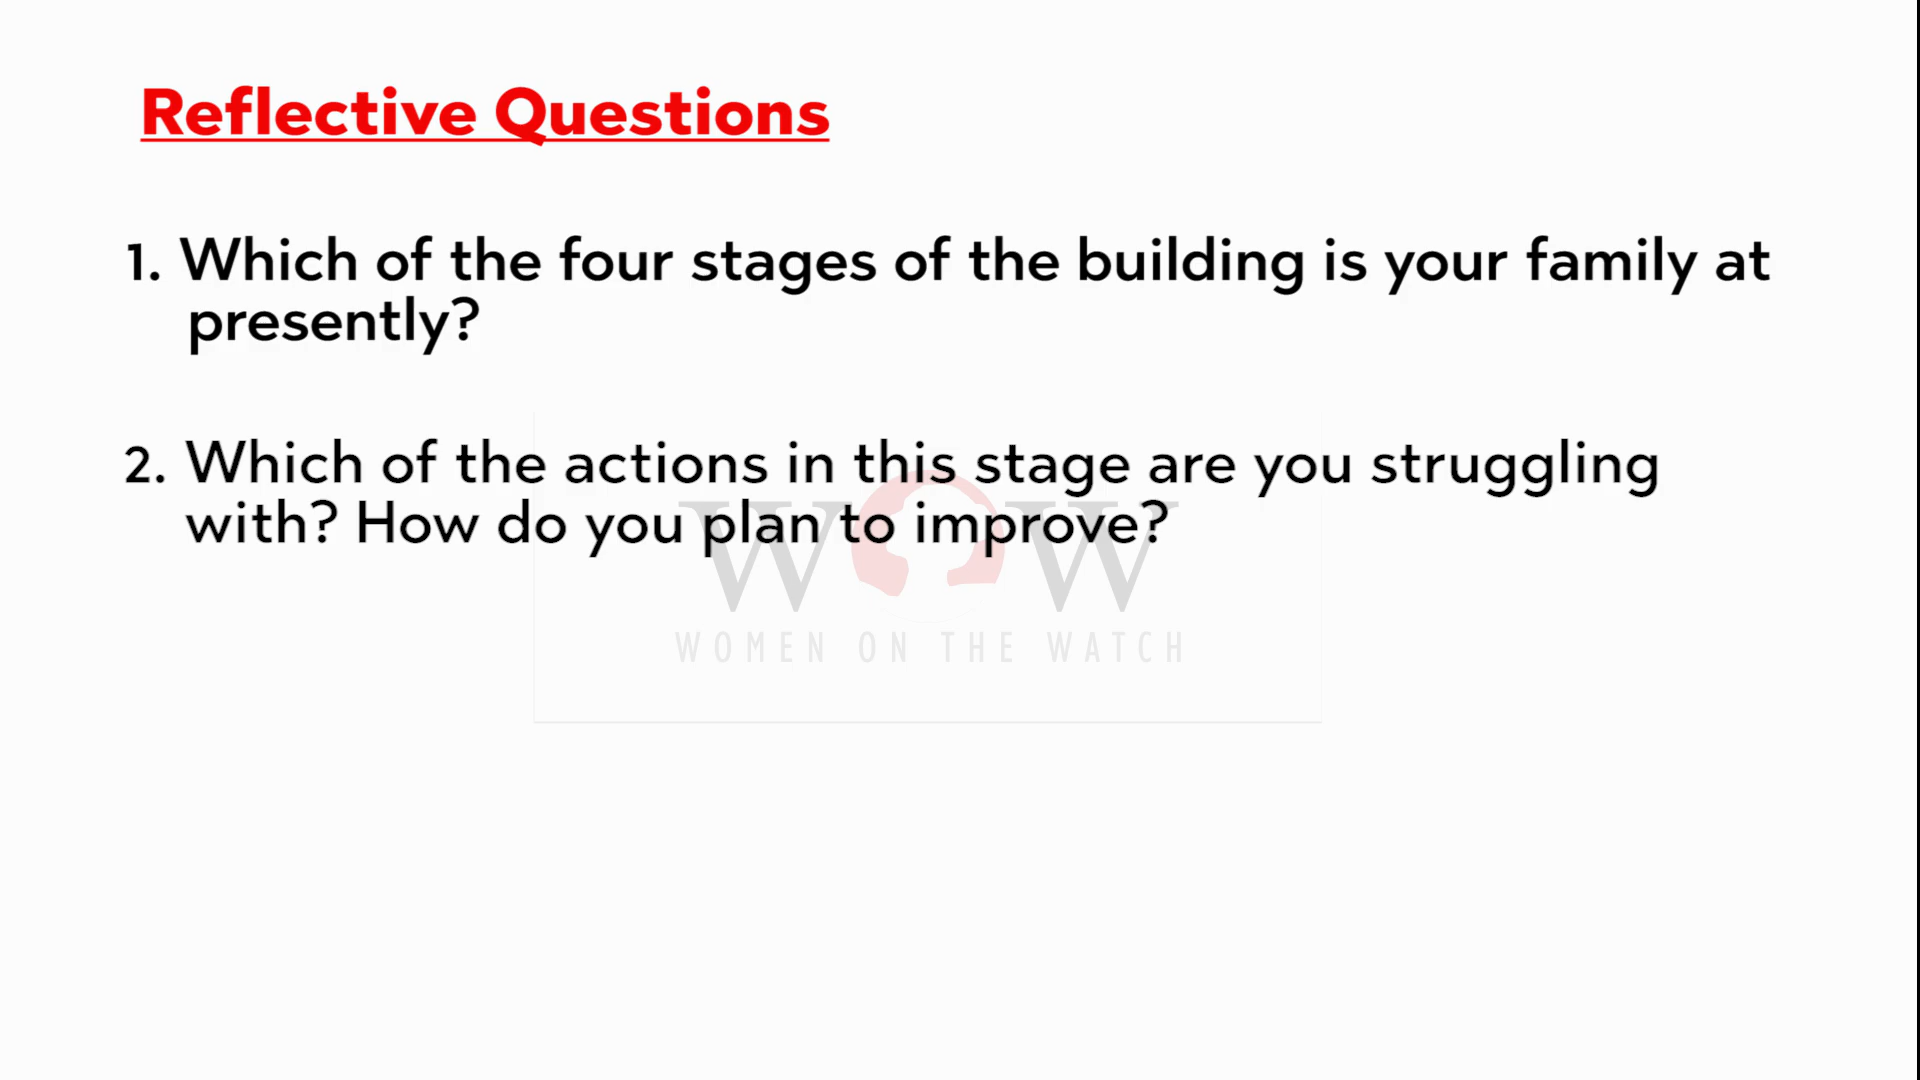 Reflective Questions
1. Which of the four stages of the building is your family at
presently?
2. Which of the actions in this stage are you struggling
with? How do you plan to improve?
WOW
WOMEN ON THE WATCH